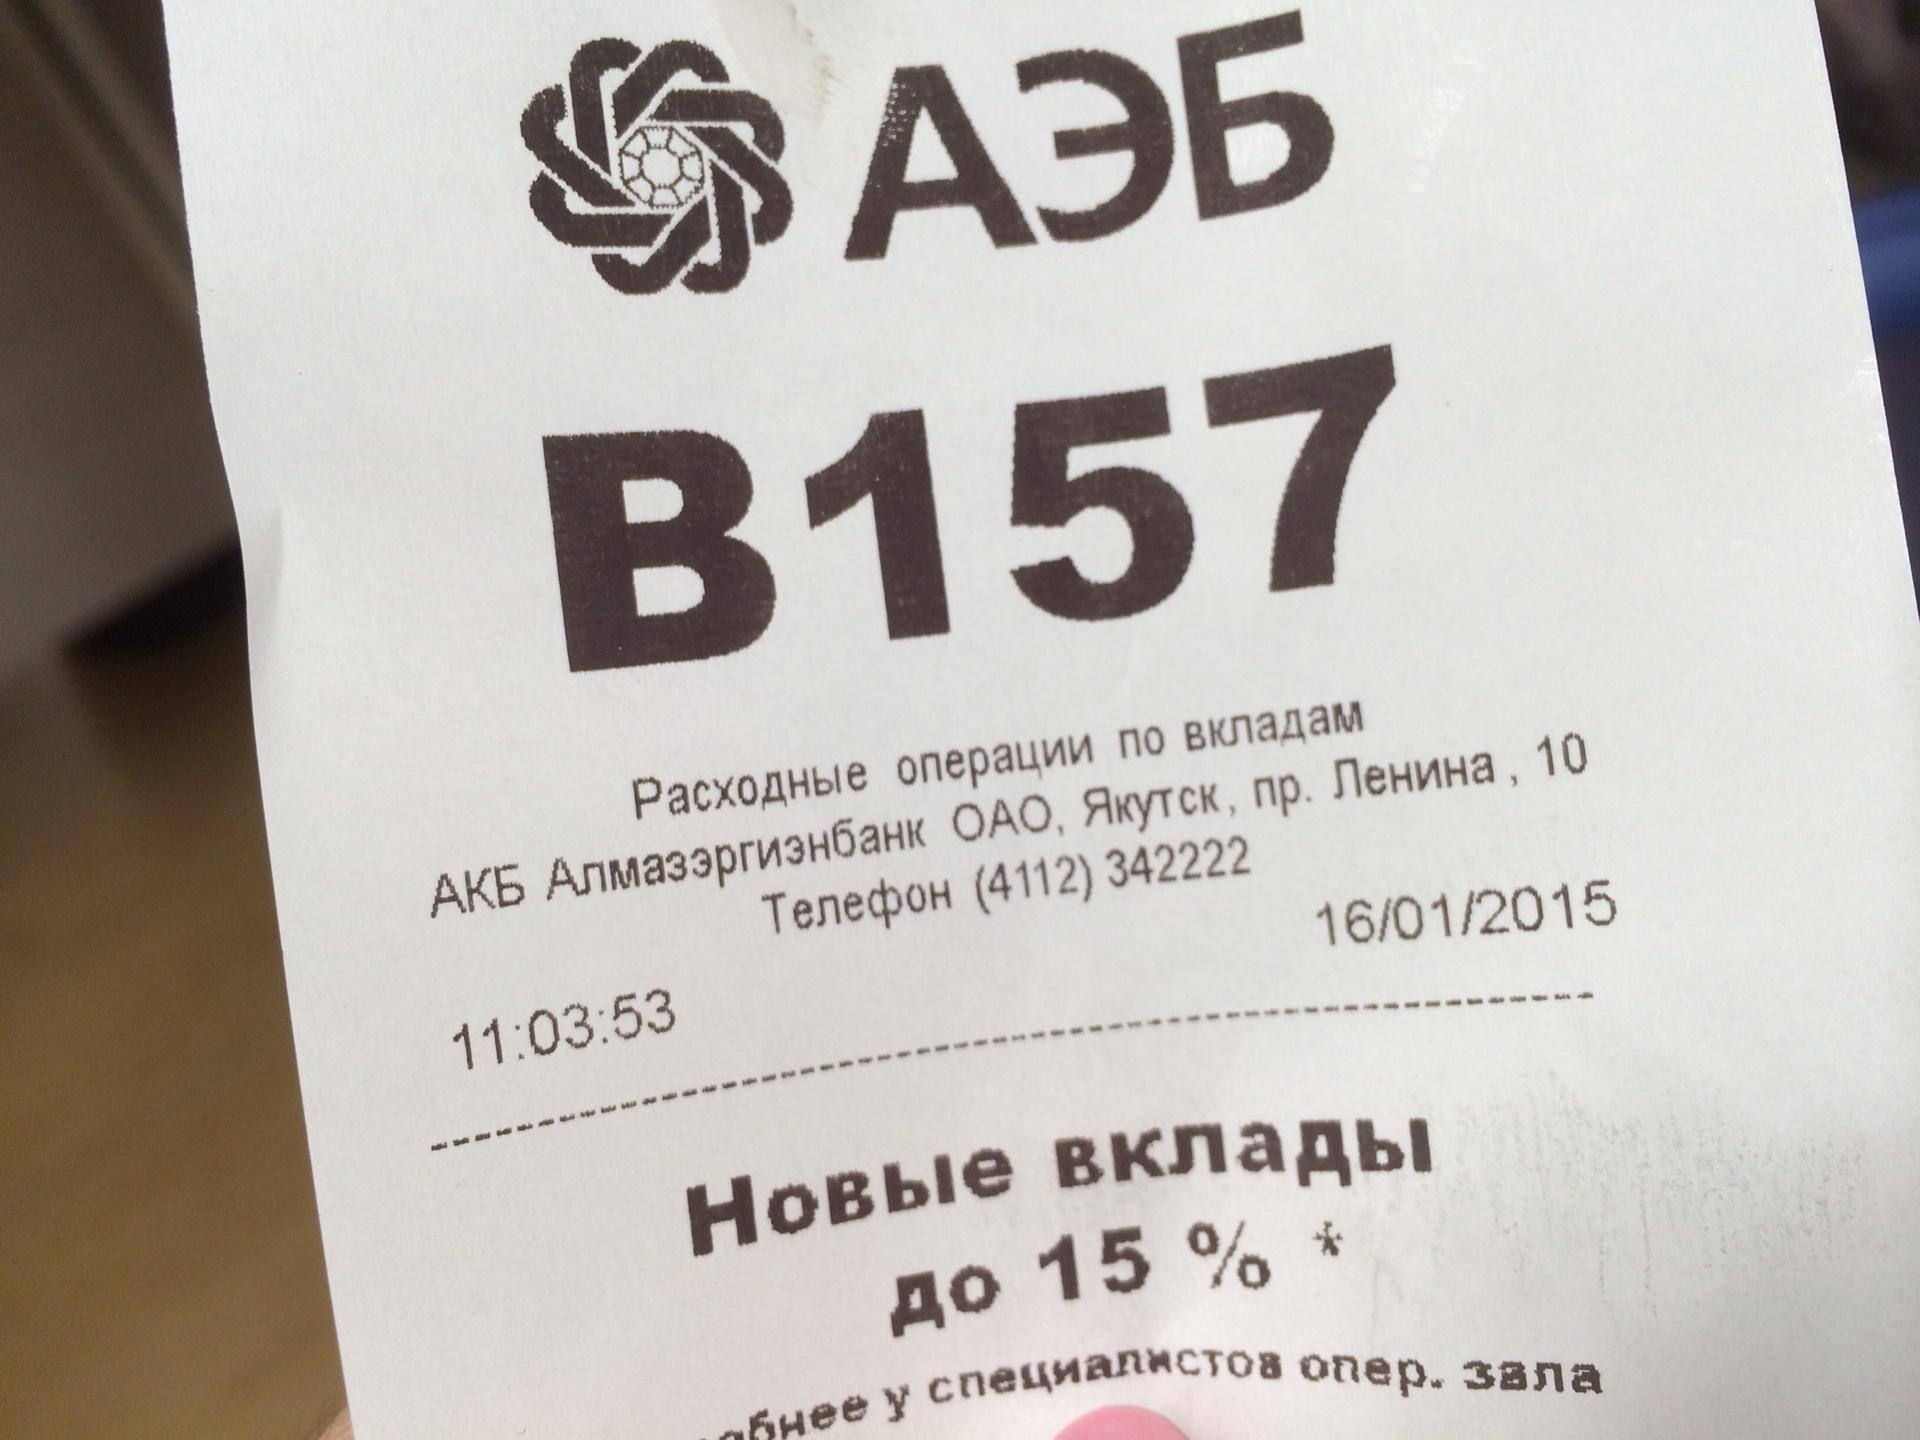 АЭБ
В157
Расходные операции по вкладам
АКБ Алмазэргиэнбанк ОАО, Якутск, пр. Ленина, 10
Телефон (4112) 342222
16/01/2015
11:03:53
Новые вклады
до 15 % *
у специалистов опер. зала